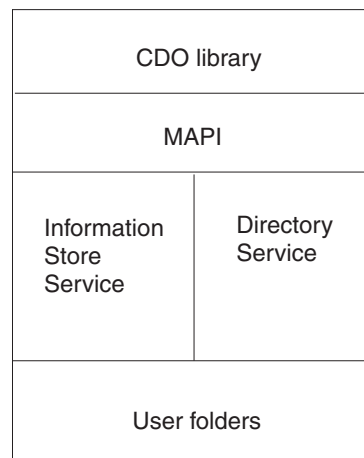 CDO library
MAPI
Information
Store
Service
Directory
Service
User folders